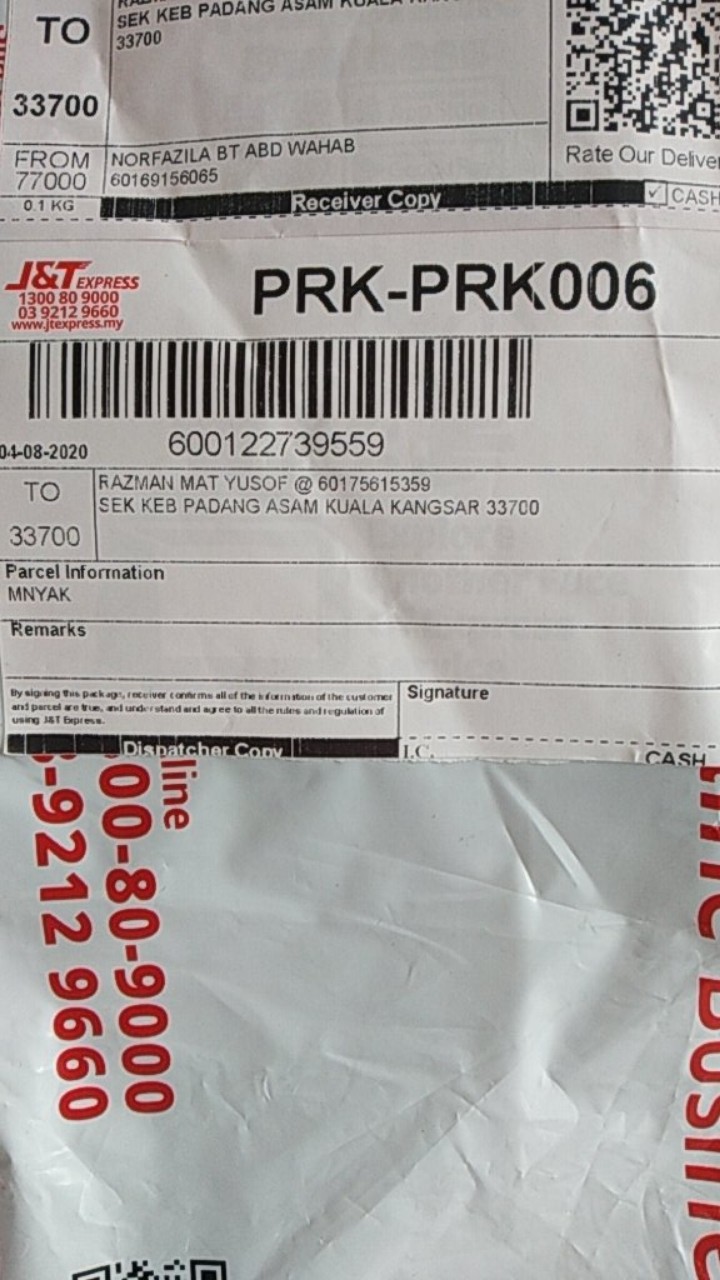 SEK KEB PADANG ASAM KUALA
33700
TO
33700
FROM
77000
NORFAZILA BT ABD WAHAB
60169156065
0.1 KG
Receiver Copy
Rate Our
CASH
J&T EXPRESS
1300 80 9000
03 9212 9660
www.jtexpress.my
PRK-PRK006
04-08-2020
600122739559
TO
33700
RAZMAN MAT YUSOF @ 60175615359
SEK KEB PADANG ASAM KUALA KANGSAR 33700
Parcel Information
MNYAK
Remarks
By signing this package, receiver confirms all of the information of the customer
and parcel are true, and understand and agree to all the rules and regulation of
using J&T Express.
Signature
Dispatcher Copy
I.C.
CASH
line
00-80-9000
-9212 9660